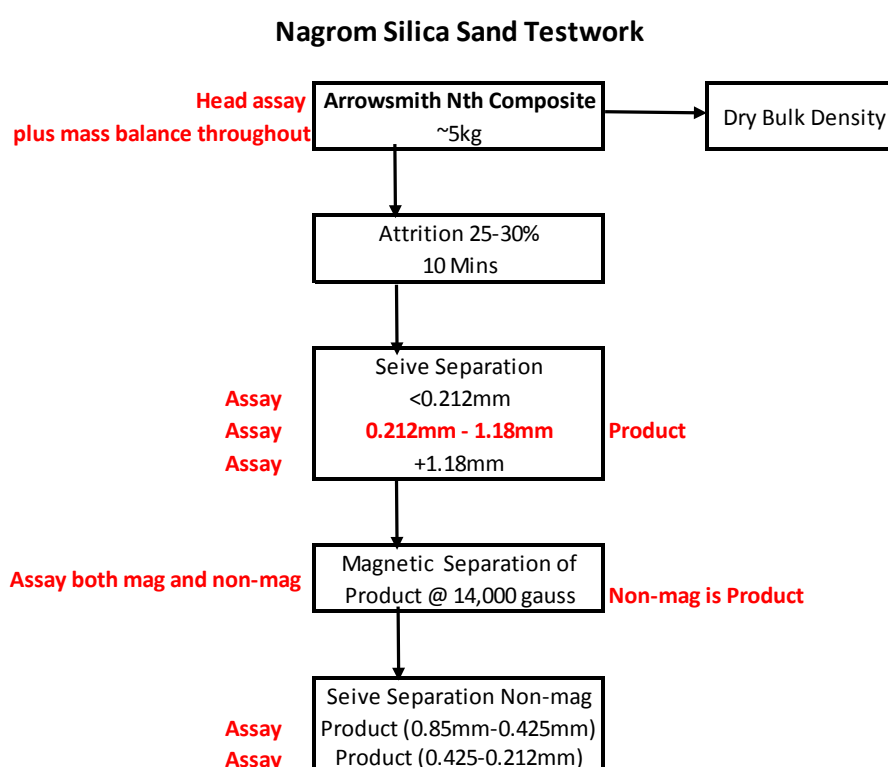 Nagrom Silica Sand Testwork
Head assay
plus mass balance throughout
Arrowsmith Nth Composite
~5kg
Dry Bulk Density
Attrition 25-30%
10 Mins
Seive Separation
Assay <0.212mm
Assay 0.212mm - 1.18mm Product
Assay +1.18mm
Assay both mag and non-mag
Magnetic Separation of
Product @ 14,000 gauss
Non-mag is Product
Seive Separation Non-mag
Assay Product (0.85mm-0.425mm)
Assay Product (0.425-0.212mm)